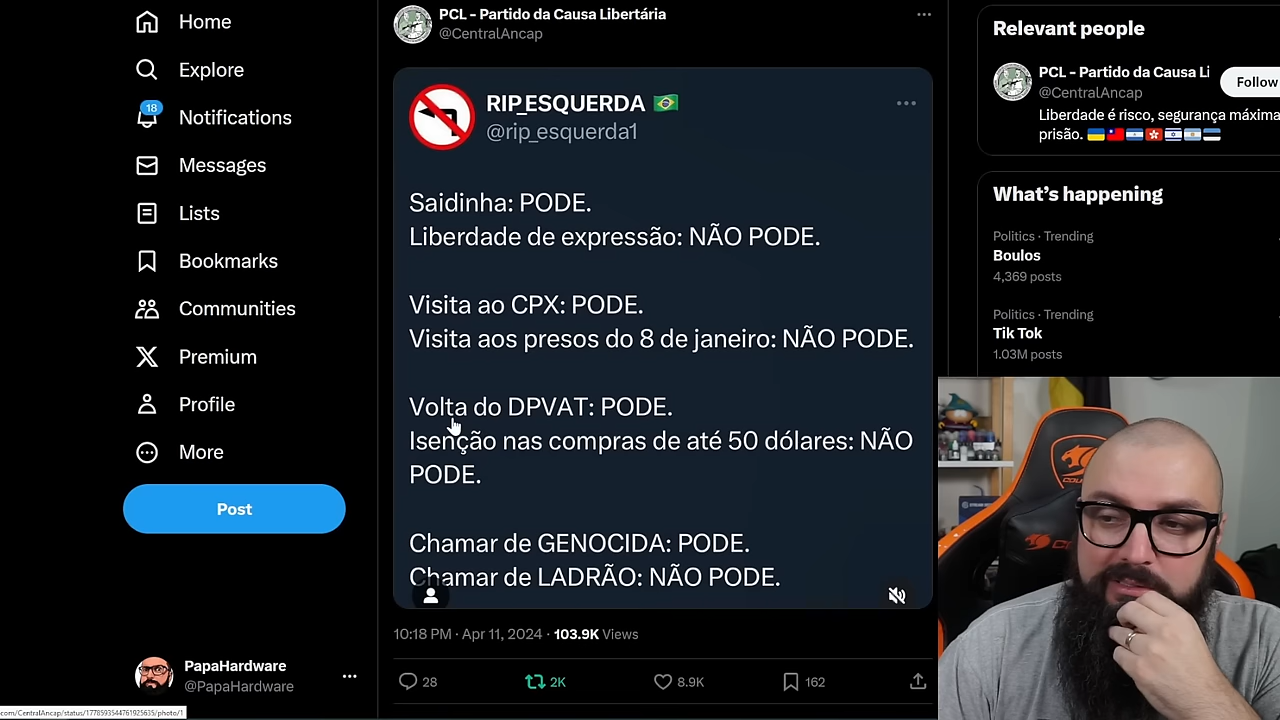 Home
Explore
18
Notifications
Messages
Lists
Bookmarks
Communities
Premium
Profile
More
Post
PapaHardware
@PapaHardware
PCL - Partido da Causa Libertária
@CentralAncap
RIP_ESQUERDA
@rip_esquerda1
Saidinha: PODE.
Liberdade de expressão: NÃO PODE.
Visita ao CPX: PODE.
Visita aos presos do 8 de janeiro: NÃO PODE.
Volta do DPVAT: PODE.
Isenção nas compras de até 50 dólares: NÃO
PODE.
Chamar de GENOCIDA: PODE.
Chamar de LADRÃO: NÃO PODE.
10:18 PM · Apr 11, 2024 · 103.9K Views
28
2K
8.9K
162
Relevant people
PCL - Partido da Causa Li
@CentralAncap
Follow
Liberdade é risco, segurança máxima
prisão.
What's happening
Politics · Trending
Boulos
4,369 posts
Politics · Trending
Tik Tok
1.03M posts
COUGAR
.com/CentralAncap/status/1778593544761925635/photo/1